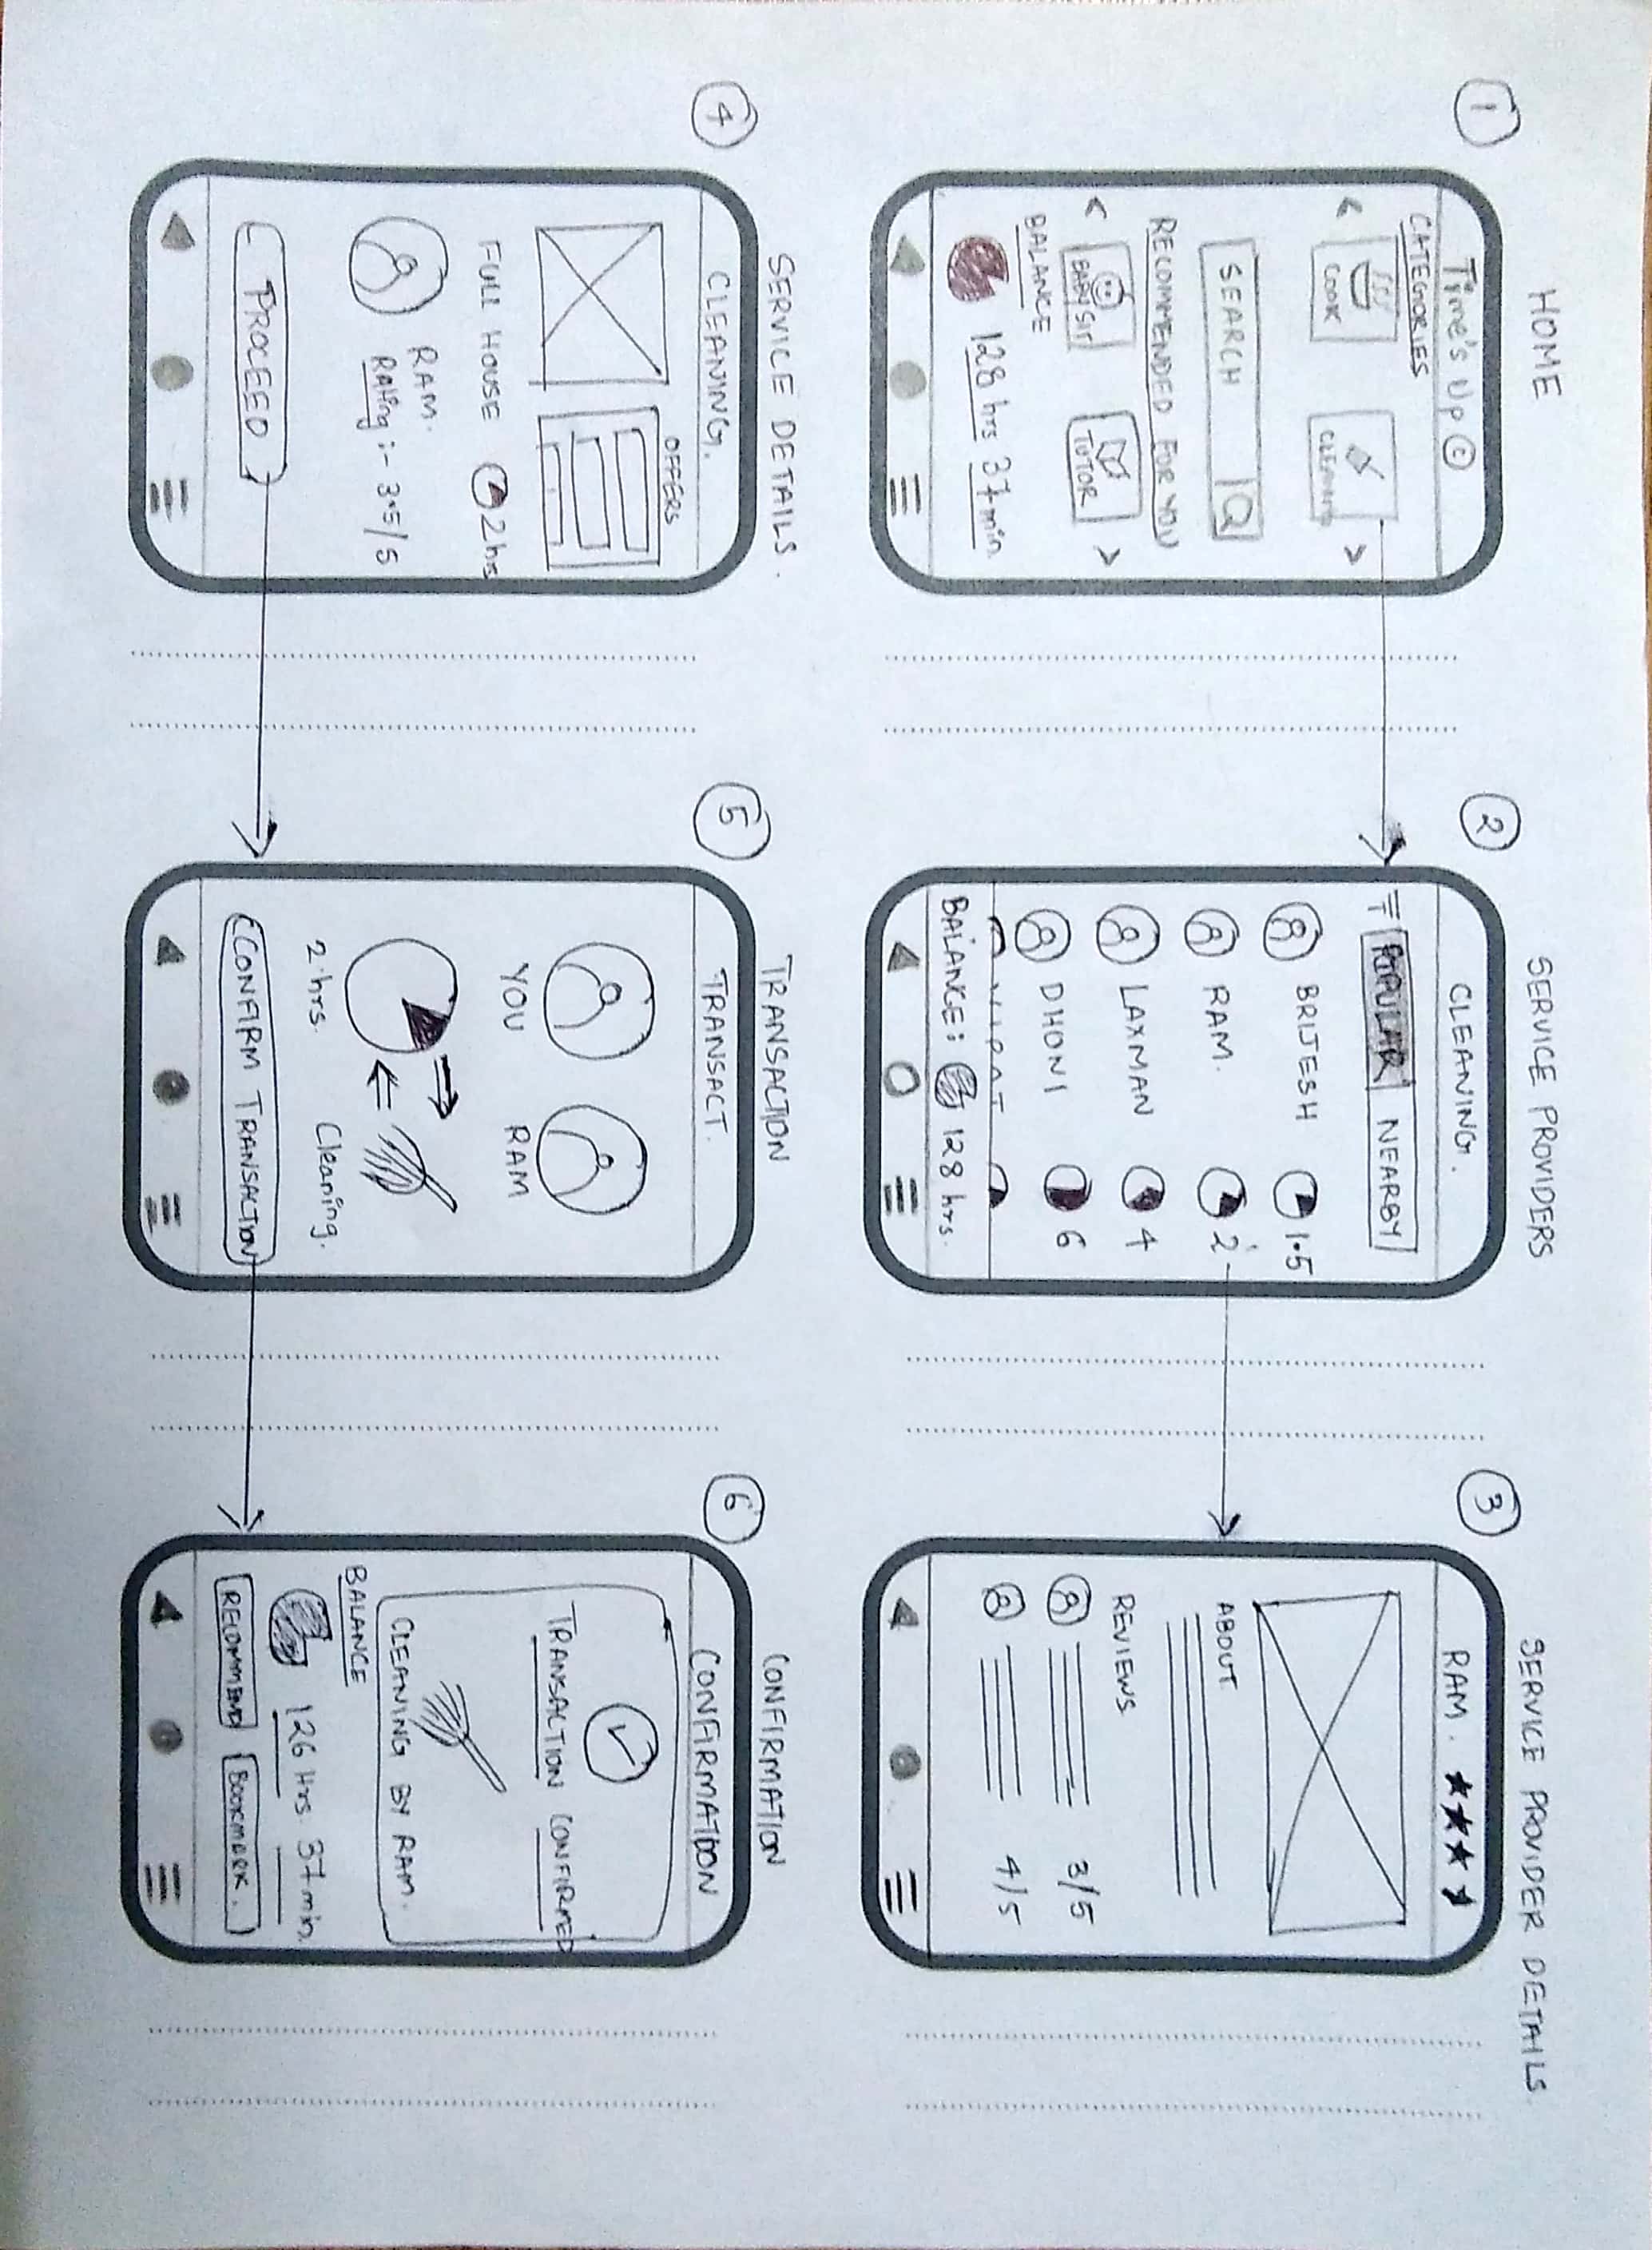 HOME
1
Time's Up ©
CATEGORIES
< COOK CLEANING >
SEARCH
RECOMMENDED FOR YOU
< BABY SIT TUTOR >
BALANCE
128 hrs 37 min.
SERVICE PROVIDERS
2
CLEANING.
POPULAR NEARBY
BRIJESH 1.5
RAM. 2
LAXMAN 4
DHONI 6
BALANCE: 128 hrs.
SERVICE PROVIDER DETAILS.
3
RAM.
ABOUT
REVIEWS
3/5
4/5
SERVICE DETAILS.
4
CLEANING.
OFFERS
FULL HOUSE 2 hrs
RAM.
Rating :- 3.5/5
PROCEED
TRANSACTION
5
TRANSACT.
YOU RAM
2 hrs. Cleaning.
CONFIRM TRANSACTION
CONFIRMATION
6
CONFIRMATION
TRANSACTION CONFIRMED
CLEANING BY RAM.
BALANCE
126 Hrs. 37 min.
RECOMMEND BOOKMARK.